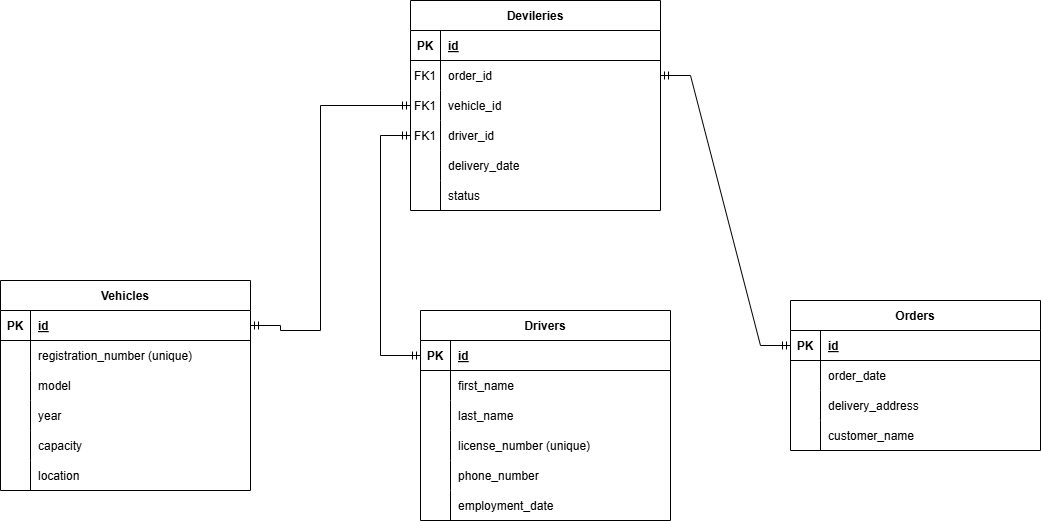 Devileries
PK id
FK1 order_id
FK1 vehicle_id
FK1 driver_id
delivery_date
status
Vehicles
PK id
registration_number (unique)
model
year
capacity
location
Drivers
PK id
first_name
last_name
license_number (unique)
phone_number
employment_date
Orders
PK id
order_date
delivery_address
customer_name